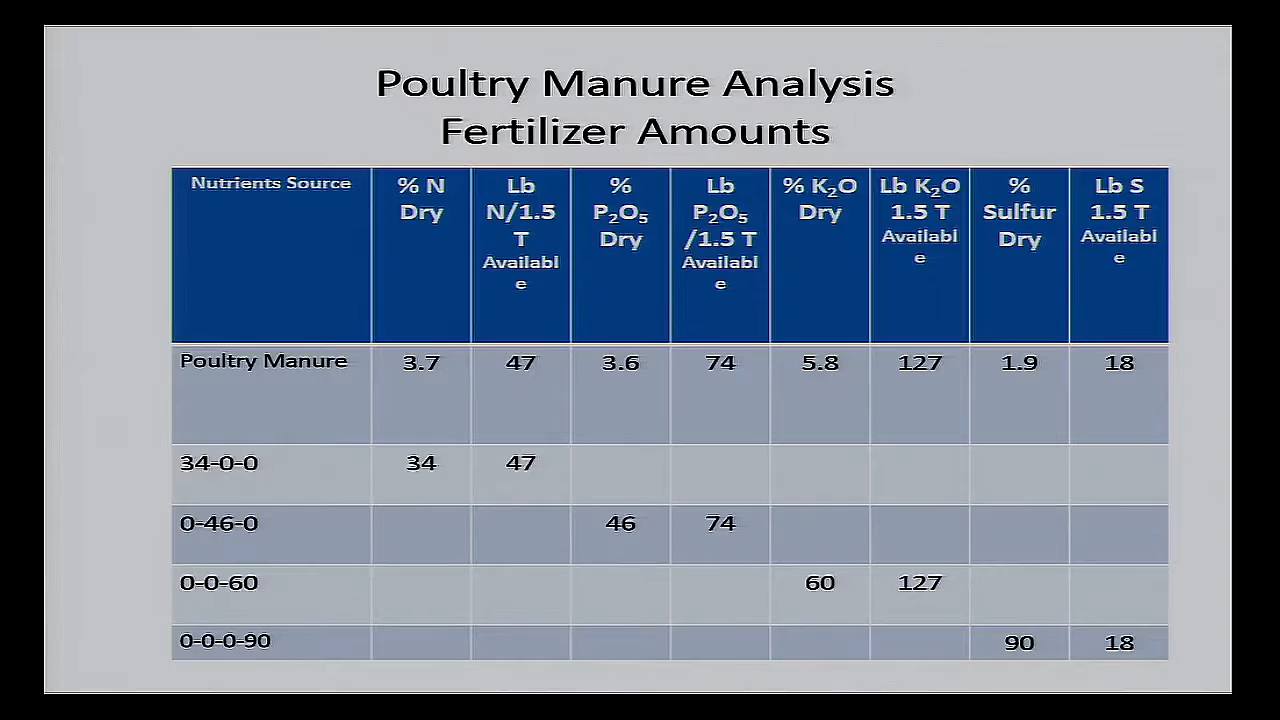 Poultry Manure Analysis
Fertilizer Amounts
Nutrients Source
% N
Dry
Lb
N/1.5
T
Availabl
e
%
P₂O₅
Dry
Lb
P₂O₅
/1.5 T
Availabl
e
% K₂O
Dry
Lb K₂O
1.5 T
Availabl
e
%
Sulfur
Dry
Lb S
1.5 T
Availabl
e
Poultry Manure 3.7 47 3.6 74 5.8 127 1.9 18
34-0-0 34 47
0-46-0 46 74
0-0-60 60 127
0-0-0-90 90 18